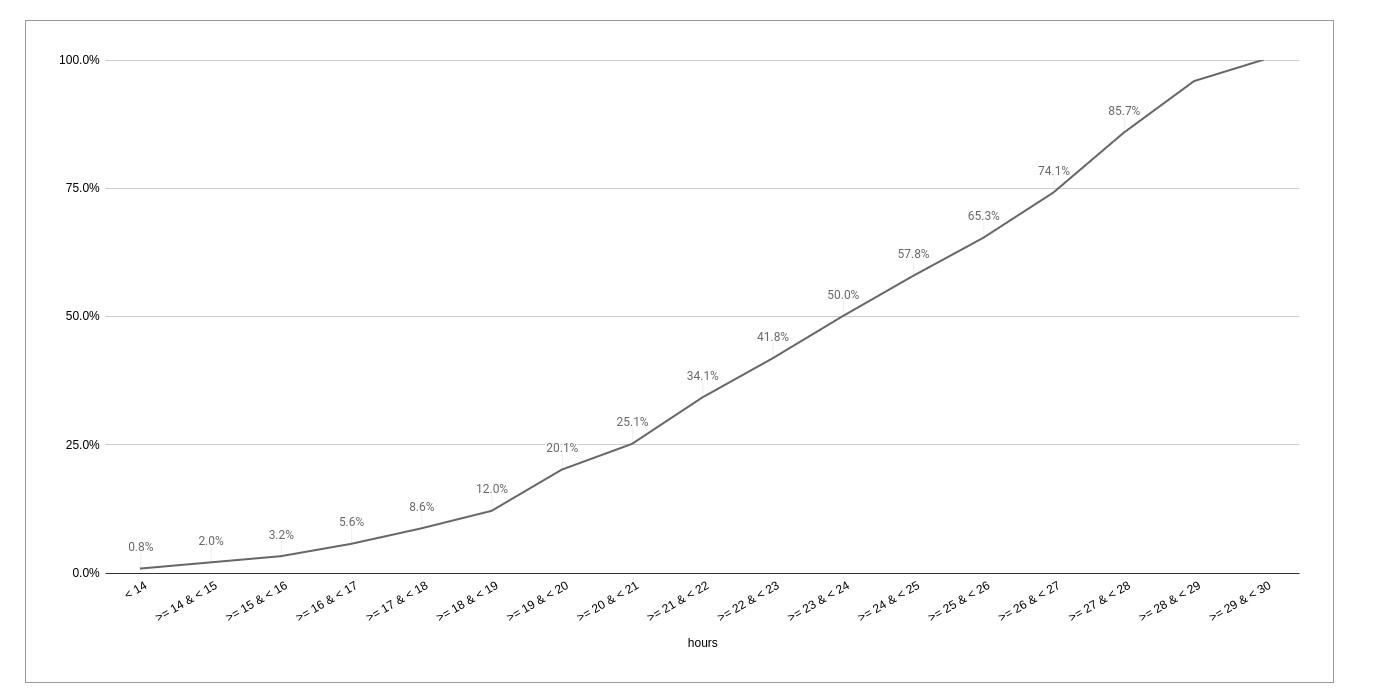 100.0%
85.7%
75.0%
74.1%
65.3%
57.8%
50.0%
50.0%
41.8%
34.1%
25.1%
25.0%
20.1%
12.0%
8.6%
5.6%
3.2%
2.0%
0.8%
0.0%
< 14
>= 14 & < 15
>= 15 & < 16
>= 16 & < 17
>= 17 & < 18
>= 18 & < 19
>= 19 & < 20
>= 20 & < 21
>= 21 & < 22
>= 22 & < 23
>= 23 & < 24
>= 24 & < 25
>= 25 & < 26
>= 26 & < 27
>= 27 & < 28
>= 28 & < 29
>= 29 & < 30
hours